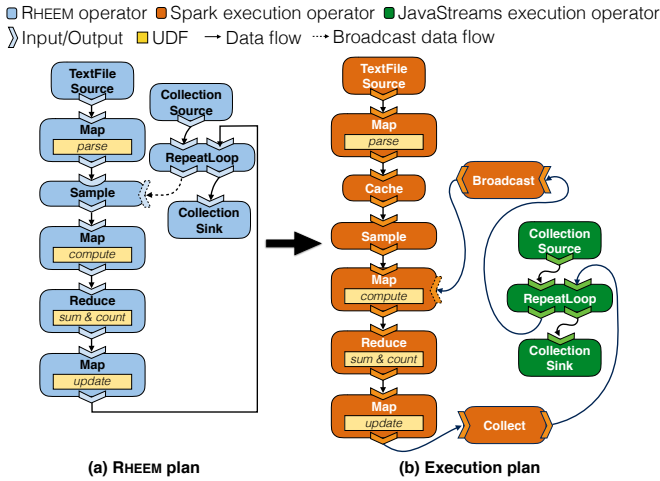 RHEEM operator Spark execution operator JavaStreams execution operator
Input/Output UDF Data flow Broadcast data flow
TextFile
Source
Map
parse
Sample
Map
compute
Reduce
sum & count
Map
update
Collection
Source
RepeatLoop
Collection
Sink
(a) RHEEM plan
TextFile
Source
Map
parse
Cache
Sample
Map
compute
Reduce
sum & count
Map
update
Broadcast
Collect
Collection
Source
RepeatLoop
Collection
Sink
(b) Execution plan